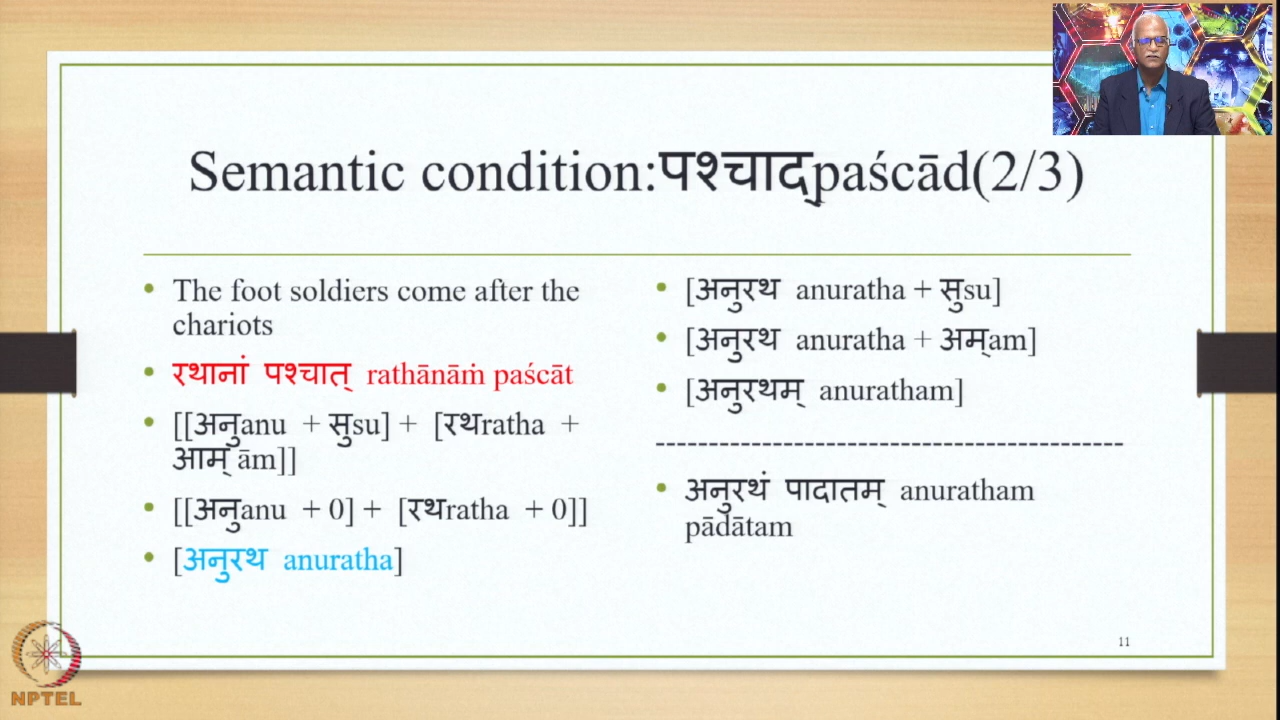 Semantic condition:पश्चाद्paścād(2/3)
• The foot soldiers come after the
chariots
• रथानां पश्चात् rathānāṁ paścāt
• [[अनुanu + सुsu] + [रथratha +
आम् ām]]
• [[अनुanu + 0] + [रथratha + 0]]
• [अनुरथ anuratha]
• [अनुरथ anuratha + सुsu]
• [अनुरथ anuratha + अम्am]
• [अनुरथम् anuratham]
--------------------------------------------
• अनुरथं पादातम् anuratham
pādātam
11
NPTEL